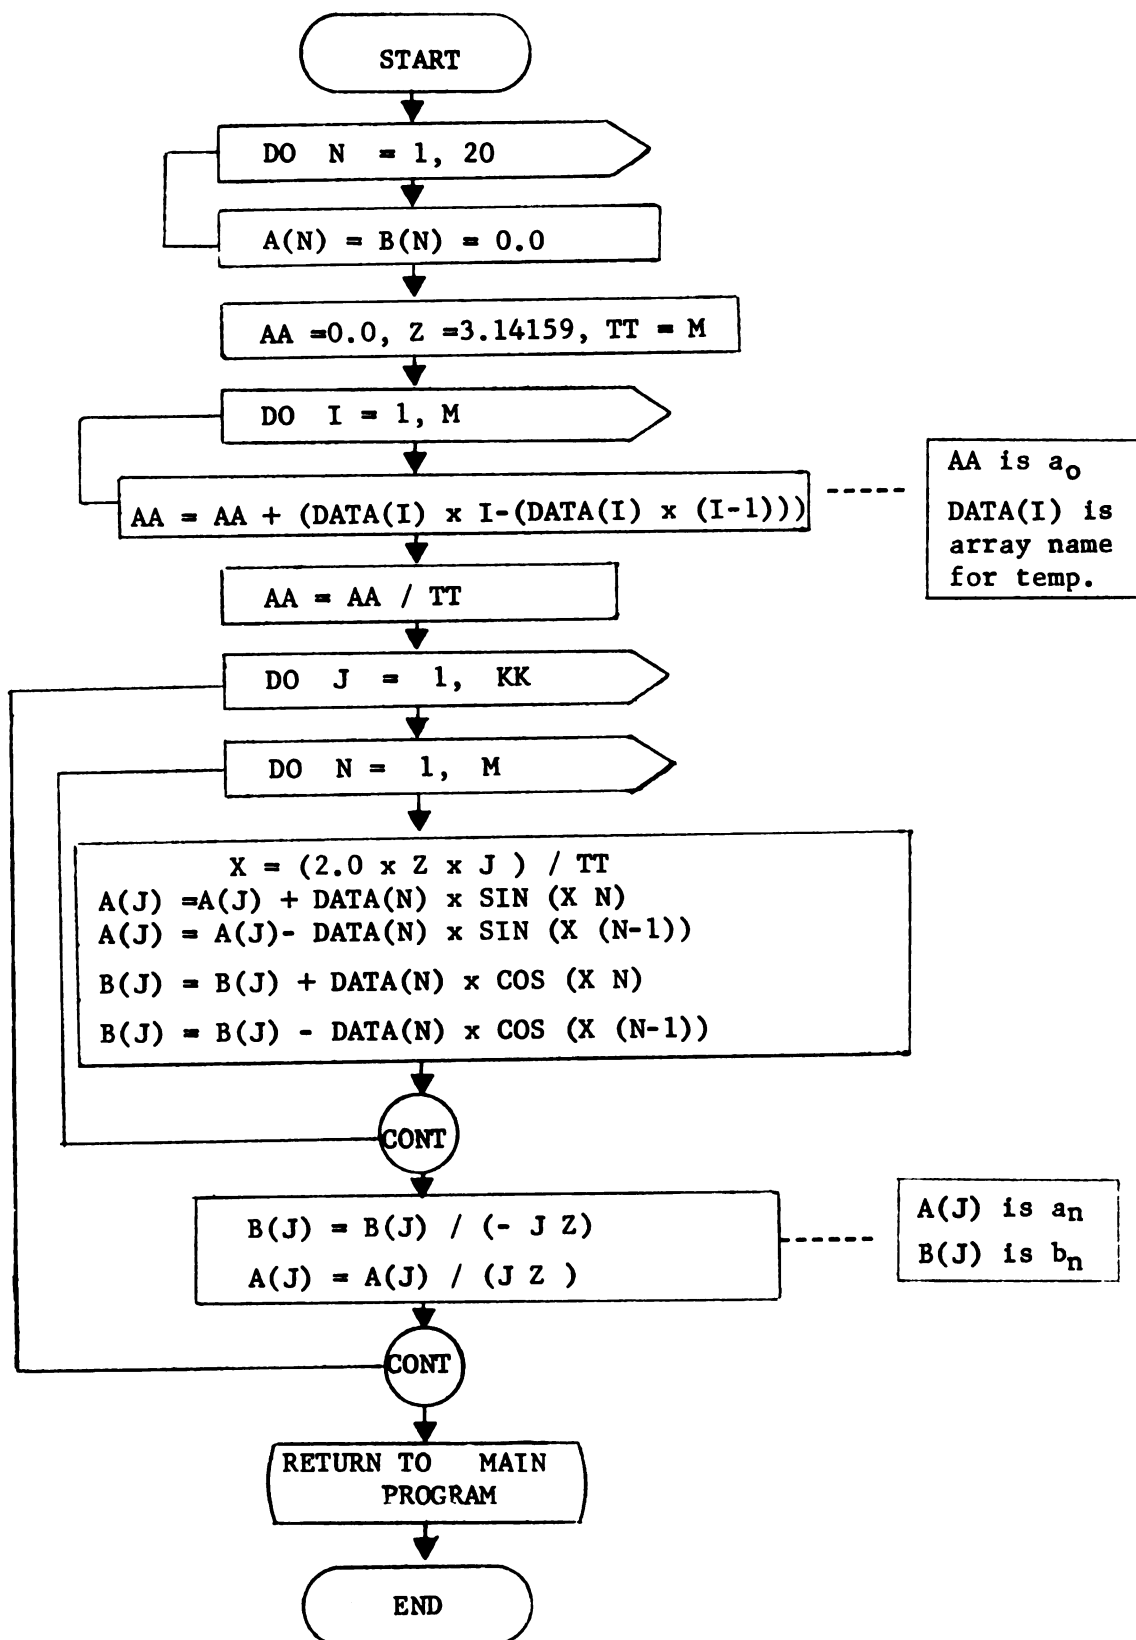 START
DO N = 1, 20
A(N) = B(N) = 0.0
AA =0.0, Z =3.14159, TT = M
DO I = 1, M
AA = AA + (DATA(I) x I-(DATA(I) x (I-1)))
AA is a₀
DATA(I) is
array name
for temp.
AA = AA / TT
DO J = 1, KK
DO N = 1, M
X = (2.0 x Z x J ) / TT
A(J) =A(J) + DATA(N) x SIN (X N)
A(J) = A(J)- DATA(N) x SIN (X (N-1))
B(J) = B(J) + DATA(N) x COS (X N)
B(J) = B(J) - DATA(N) x COS (X (N-1))
CONT
B(J) = B(J) / (- J Z)
A(J) = A(J) / (J Z )
A(J) is aₙ
B(J) is bₙ
CONT
RETURN TO MAIN
PROGRAM
END